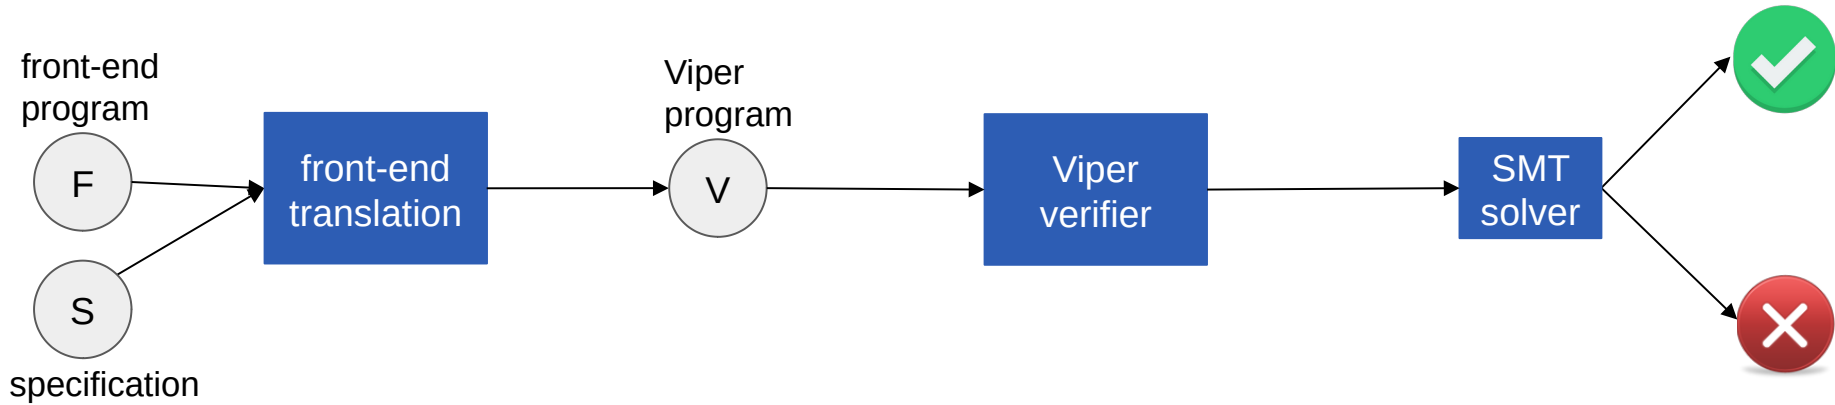 front-end
program
F
S
specification
front-end
translation
Viper
program
V
Viper
verifier
SMT
solver